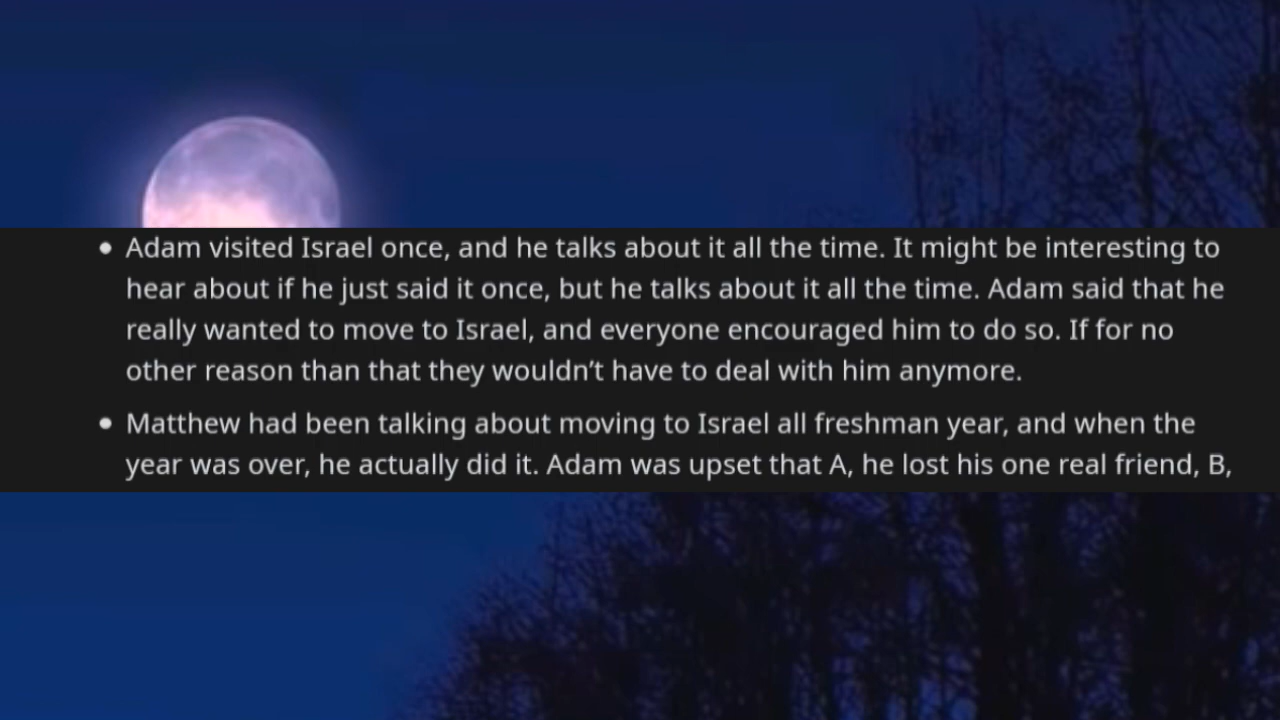 • Adam visited Israel once, and he talks about it all the time. It might be interesting to
hear about if he just said it once, but he talks about it all the time. Adam said that he
really wanted to move to Israel, and everyone encouraged him to do so. If for no
other reason than that they wouldn’t have to deal with him anymore.
• Matthew had been talking about moving to Israel all freshman year, and when the
year was over, he actually did it. Adam was upset that A, he lost his one real friend, B,